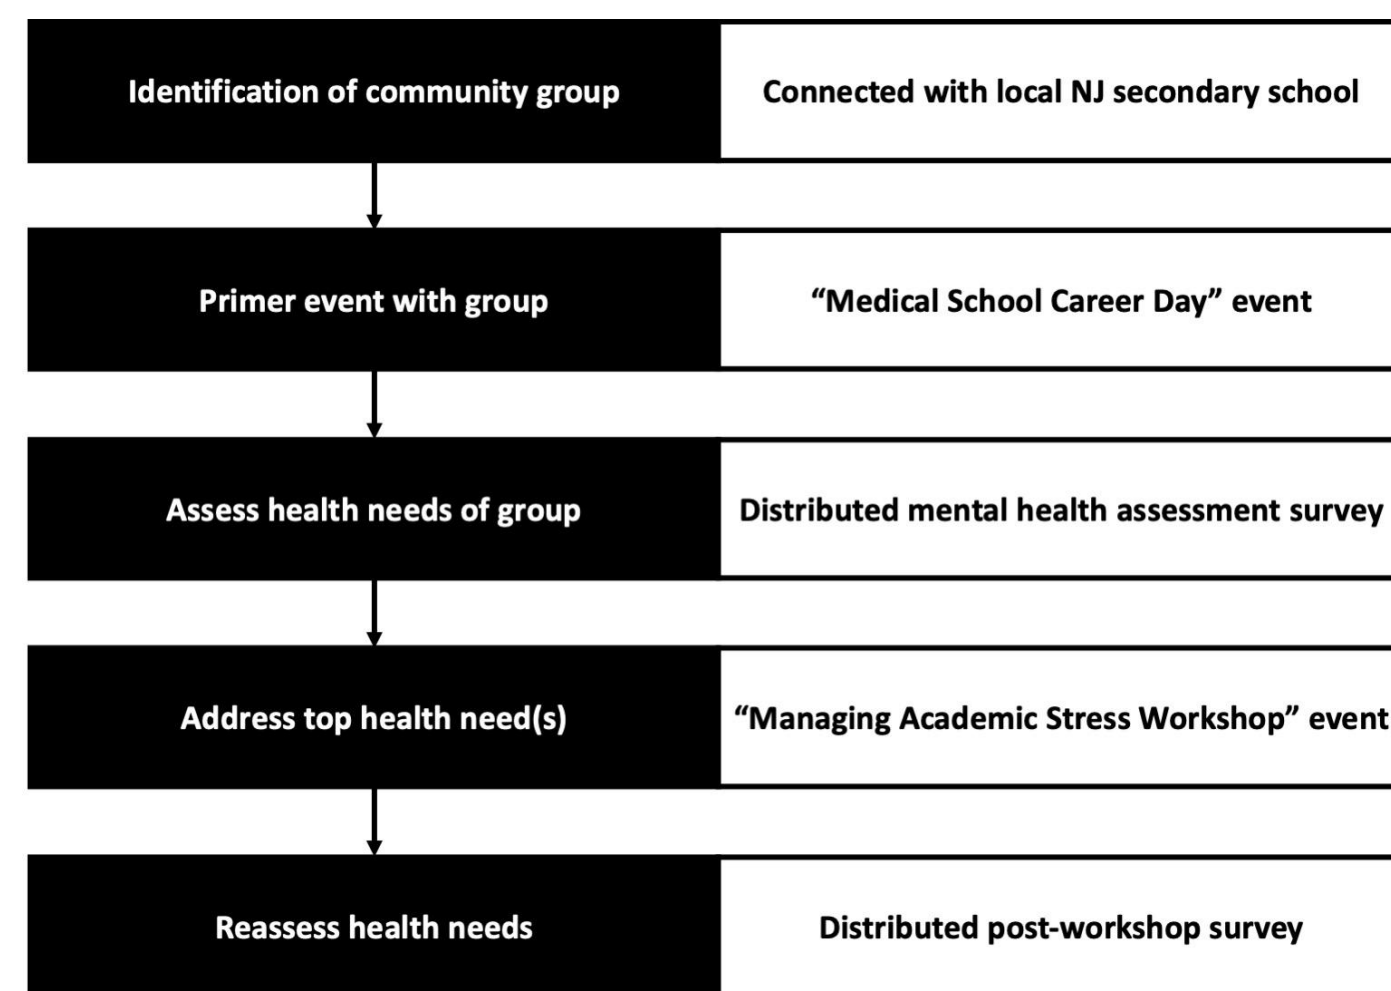 Identification of community group
Connected with local NJ secondary school
Primer event with group
“Medical School Career Day” event
Assess health needs of group
Distributed mental health assessment survey
Address top health need(s)
“Managing Academic Stress Workshop” event
Reassess health needs
Distributed post-workshop survey